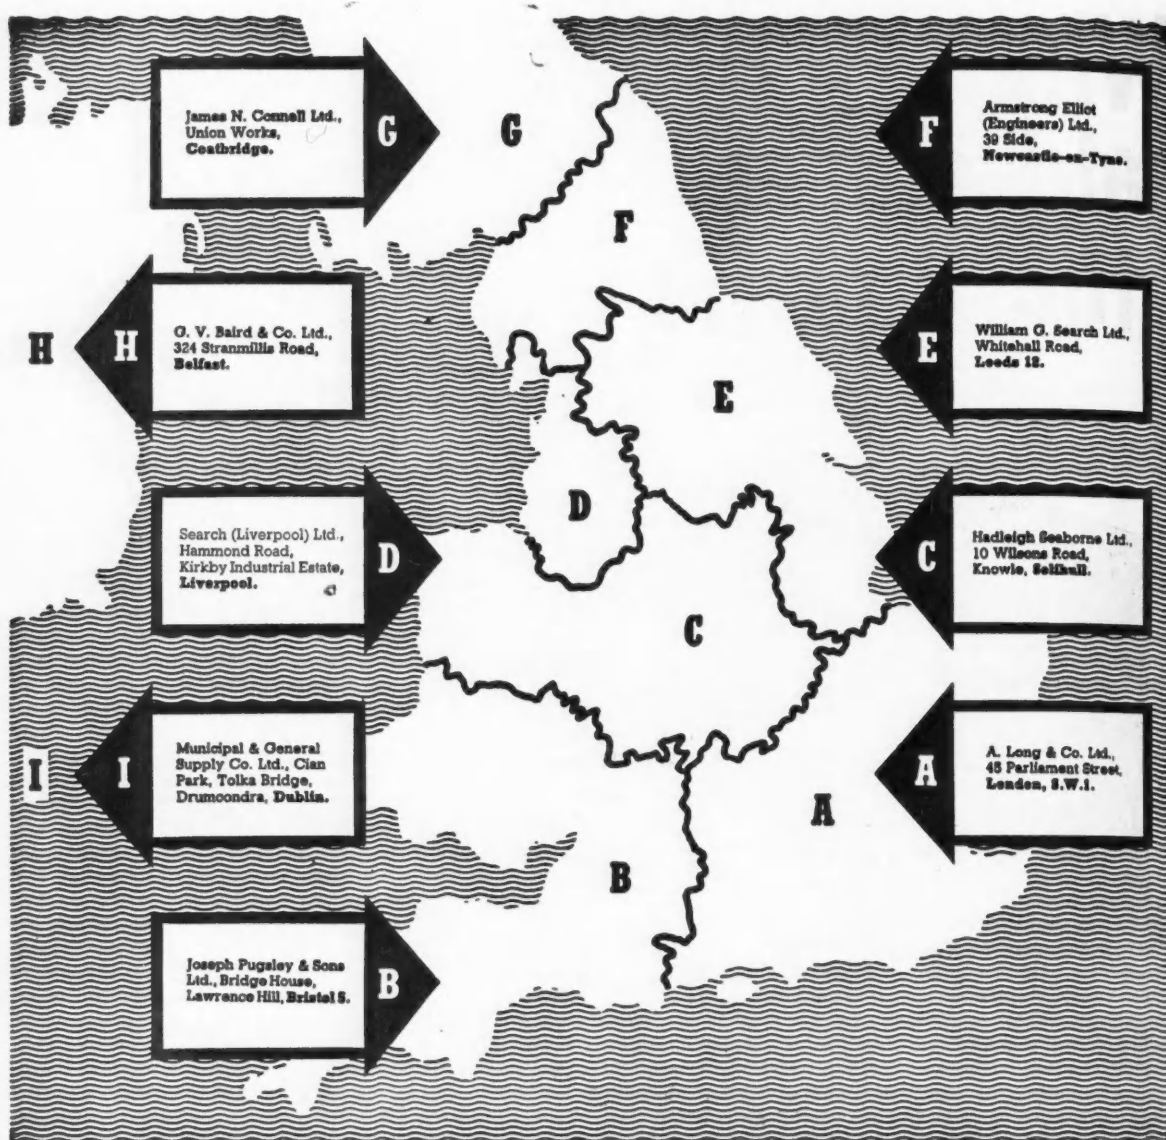 James N. Connell Ltd.,
Union Works,
Coatbridge.
G
G
F
Armstrong Elliot
(Engineers) Ltd.,
39 Side,
Newcastle-on-Tyne.
F
H
H
G. V. Baird & Co. Ltd.,
324 Stranmillis Road,
Belfast.
E
E
William G. Search Ltd.,
Whitehall Road,
Leeds 12.
Search (Liverpool) Ltd.,
Hammond Road,
Kirkby Industrial Estate,
Liverpool.
D
D
C
C
Hadleigh Seaborne Ltd.,
10 Wilsons Road,
Knowle, Solihull.
I
I
Municipal & General
Supply Co. Ltd., Cian
Park, Tolka Bridge,
Drumcondra, Dublin.
A
A
A. Long & Co. Ltd.,
45 Parliament Street,
London, S.W.1.
Joseph Pugsley & Sons
Ltd., Bridge House,
Lawrence Hill, Bristol 5.
B
B